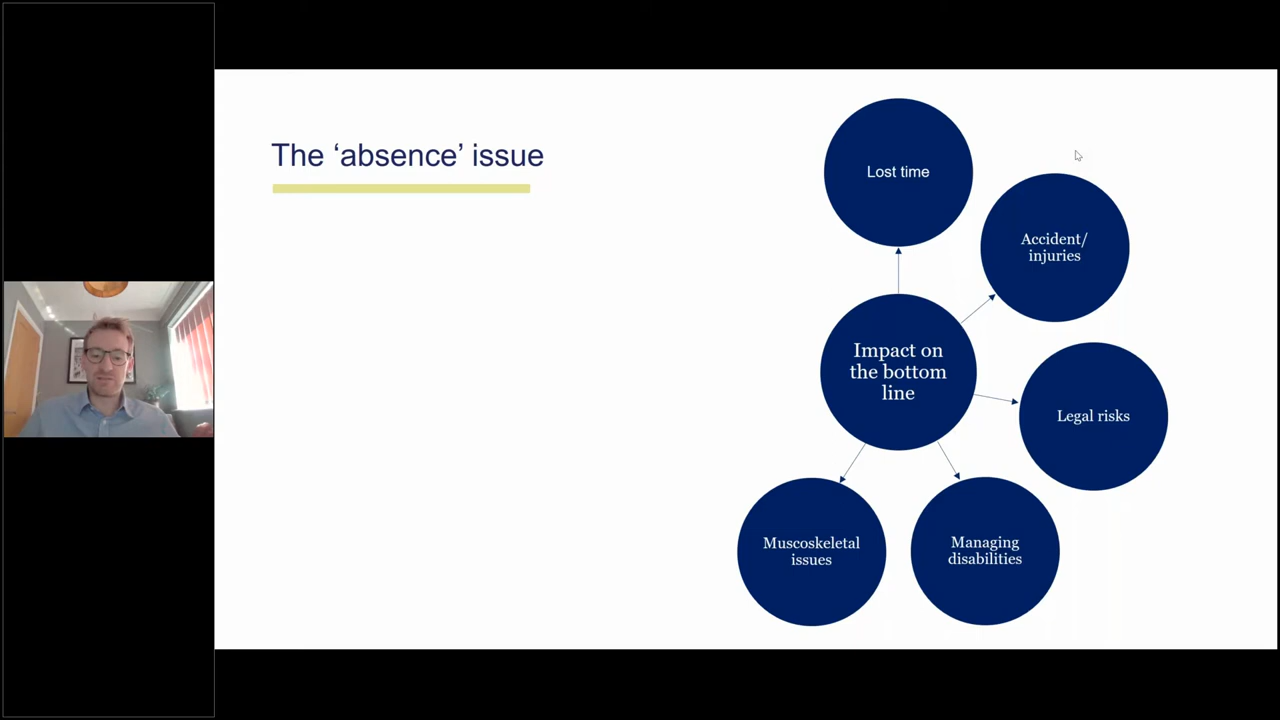 The ‘absence’ issue
Lost time
Accident/
injuries
Impact on
the bottom
line
Legal risks
Muscoskeletal
issues
Managing
disabilities